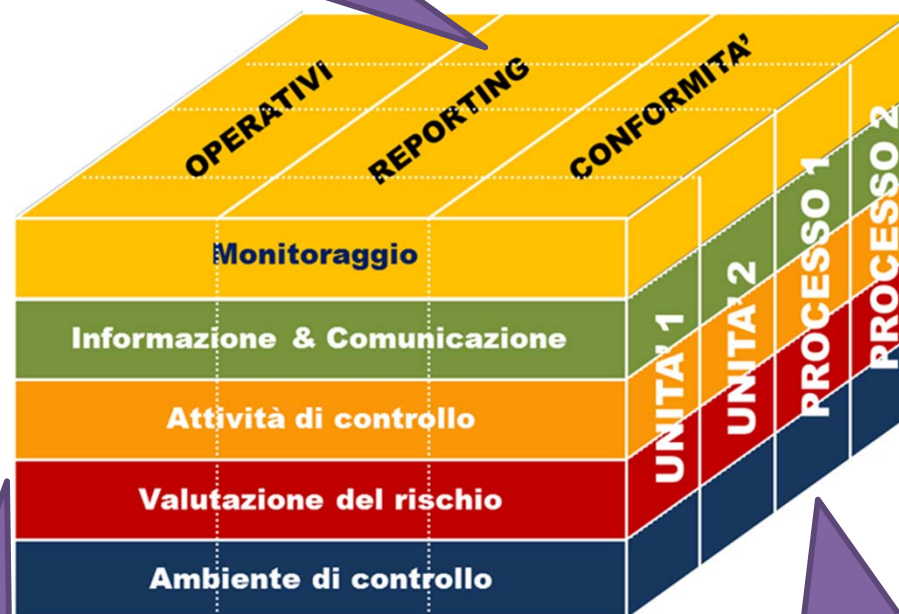 OPERATIVI
REPORTING
CONFORMITA'
Monitoraggio
Informazione & Comunicazione
Attività di controllo
Valutazione del rischio
Ambiente di controllo
UNITA' 1
UNITA' 2
PROCESSO 1
PROCESSO 2